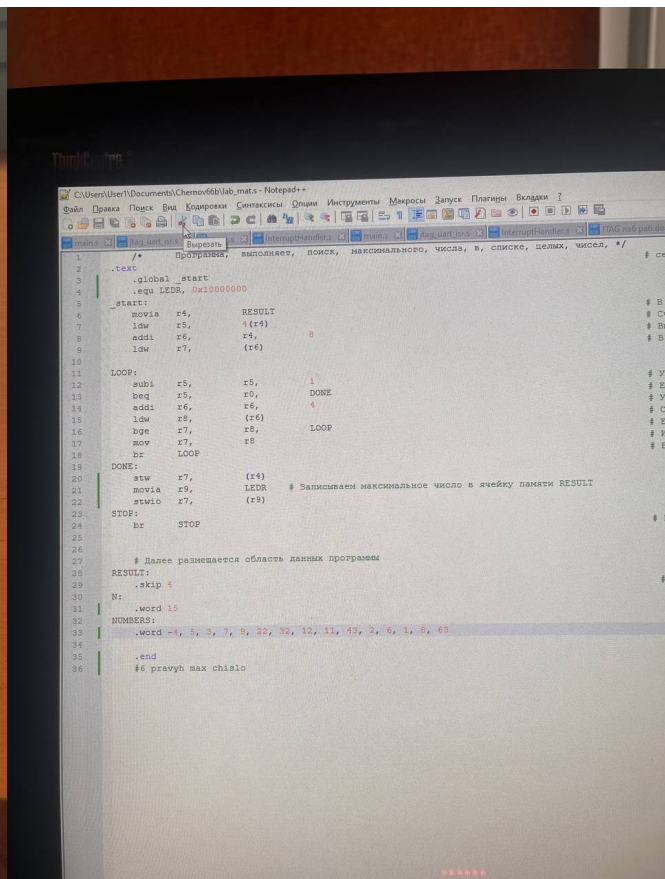 C:\Users\User1\Documents\Chernov66b\lab_mat.s - Notepad++
Файл Правка Поиск Вид Кодировки Синтаксисы Опции Инструменты Макросы Запуск Плагины Вкладки ?
main.s jtag_uart_isr.s Вырезать InterruptHandler.s main.s jtag_uart_isr.s InterruptHandler.s JTAG
1 /* Программа, выполняет, поиск, максимального, числа, в, списке, целых, чисел, */
2 .text
3 .global _start
4 .equ LEDR, 0x10000000
5 _start:
6 movia r4, RESULT # В
7 ldw r5, 4(r4)
8 addi r6, r4, 8
9 ldw r7, (r6) # В
10
11 LOOP:
12 subi r5, r5, 1
13 beq r5, r0, DONE
14 addi r6, r6, 4
15 ldw r8, (r6)
16 bge r7, r8, LOOP
17 mov r7, r8
18 br LOOP
19 DONE:
20 stw r7, (r4)
21 movia r9, LEDR # Записываем максимальное число в ячейку памяти RESULT
22 stwio r7, (r9)
23 STOP:
24 br STOP
25
26
27 # Далее размещается область данных программы
28 RESULT:
29 .skip 4
30 N:
31 .word 15
32 NUMBERS:
33 .word -4, 5, 3, 7, 9, 22, 32, 12, 11, 43, 2, 6, 1, 8, 63
34
35 .end
36 #6 pravyh max chislo